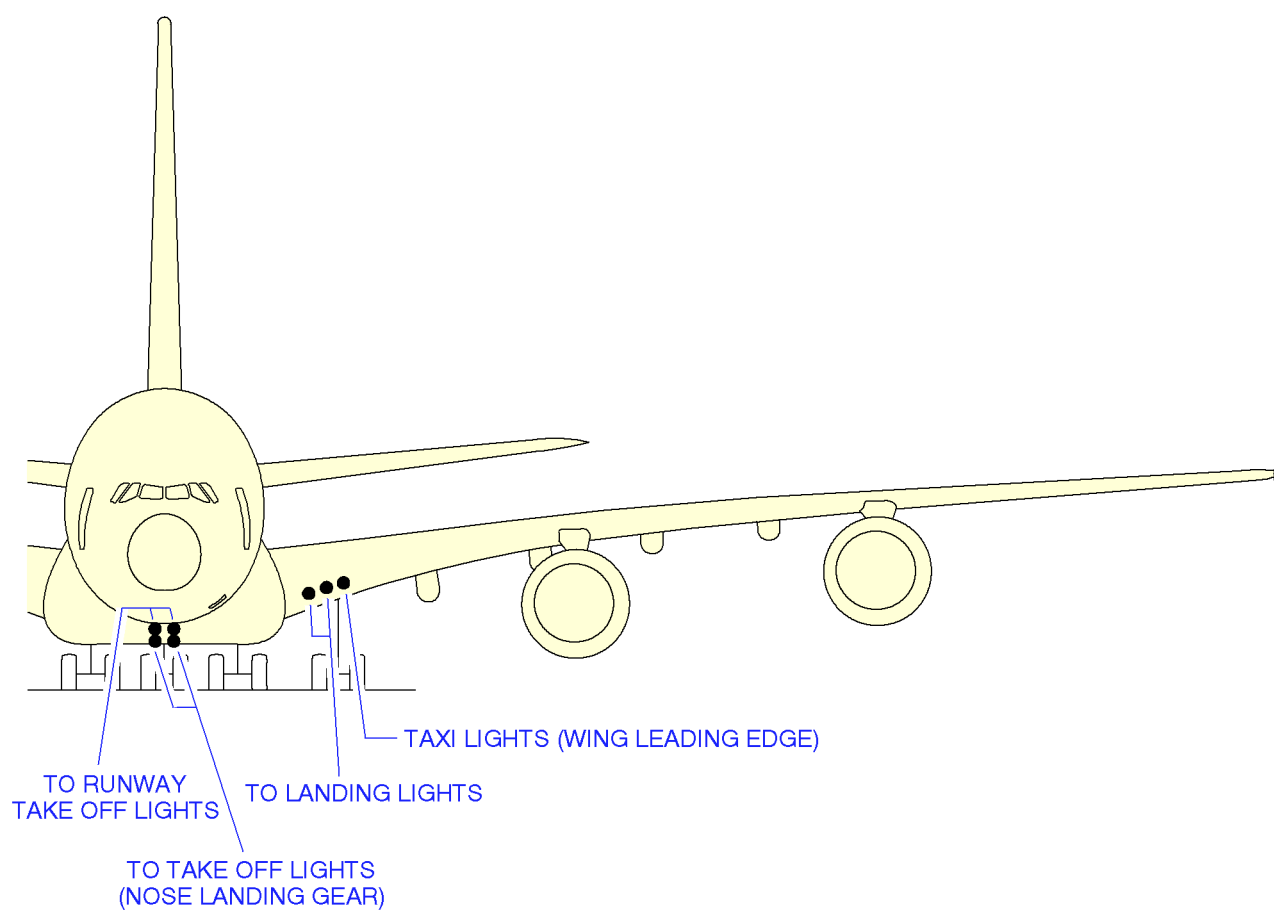 TAXI LIGHTS (WING LEADING EDGE)
TO RUNWAY
TAKE OFF LIGHTS
TO LANDING LIGHTS
TO TAKE OFF LIGHTS
(NOSE LANDING GEAR)